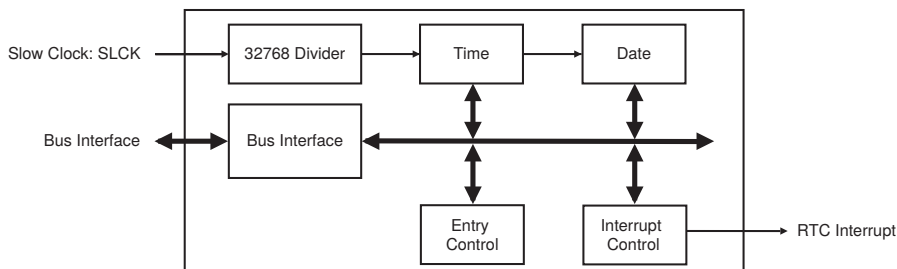 Slow Clock: SLCK
32768 Divider
Time
Date
Bus Interface
Bus Interface
Entry
Control
Interrupt
Control
RTC Interrupt